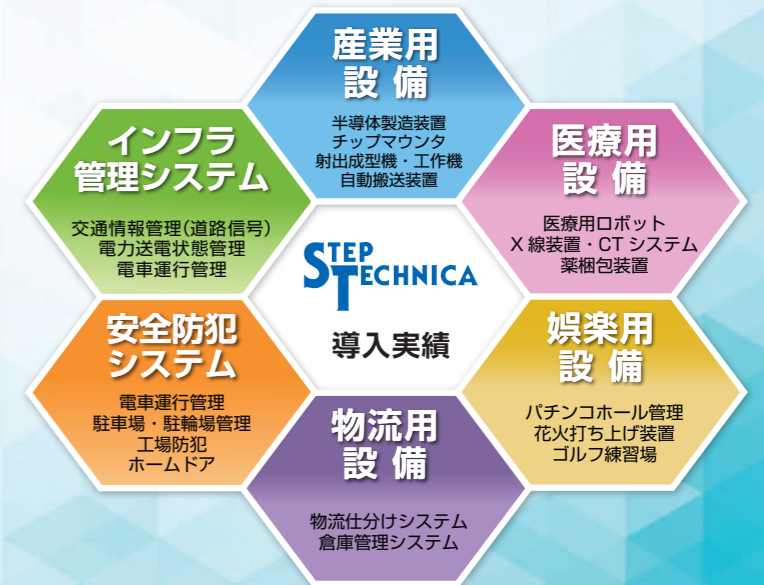 産業用
設 備
半導体製造装置
チップマウンタ
射出成型機・工作機
自動搬送装置
インフラ
管理システム
交通情報管理(道路信号)
電力送電状態管理
電車運行管理
医療用
設 備
医療用ロボット
X 線装置・CT システム
薬梱包装置
STEP
TECHNICA
導入実績
安全防犯
システム
電車運行管理
駐車場・駐輪場管理
工場防犯
ホームドア
娯楽用
設 備
パチンコホール管理
花火打ち上げ装置
ゴルフ練習場
物流用
設 備
物流仕分けシステム
倉庫管理システム